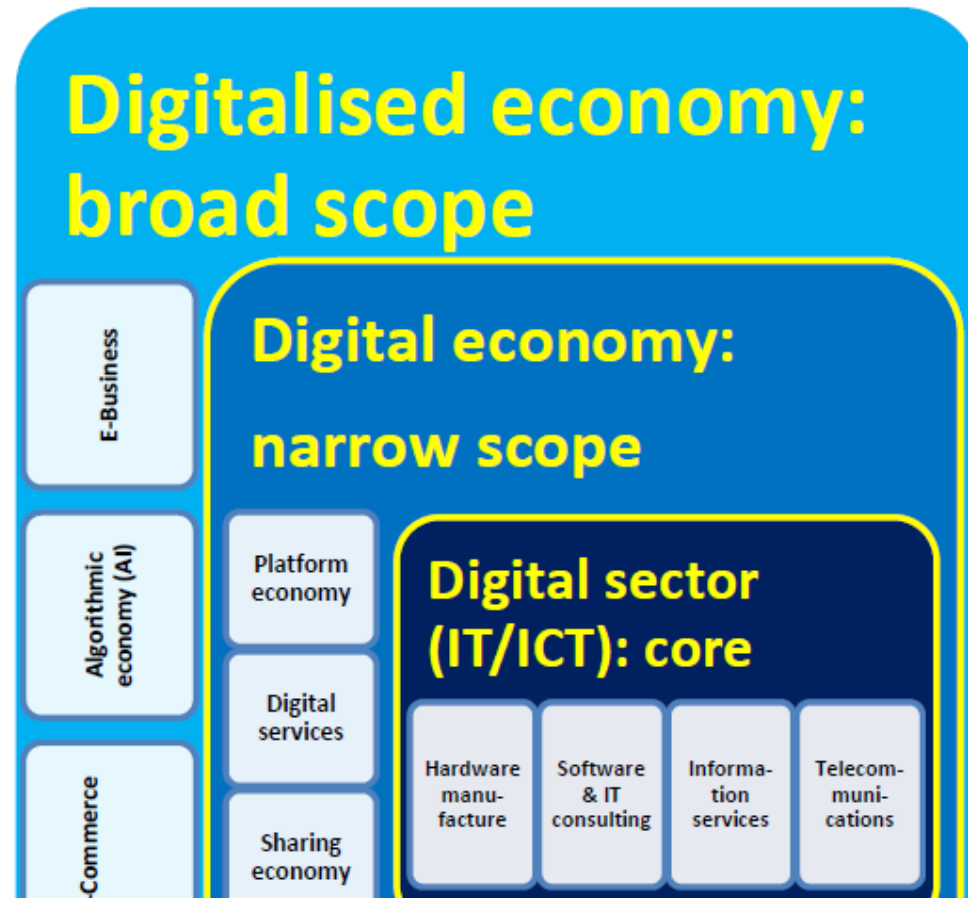 Digitalised economy:
broad scope
E-Business
Algorithmic
economy (AI)
-Commerce
Digital economy:
narrow scope
Platform
economy
Digital
services
Sharing
economy
Digital sector
(IT/ICT): core
Hardware
manu-
facture
Software
& IT
consulting
Informa-
tion
services
Telecom-
muni-
cations